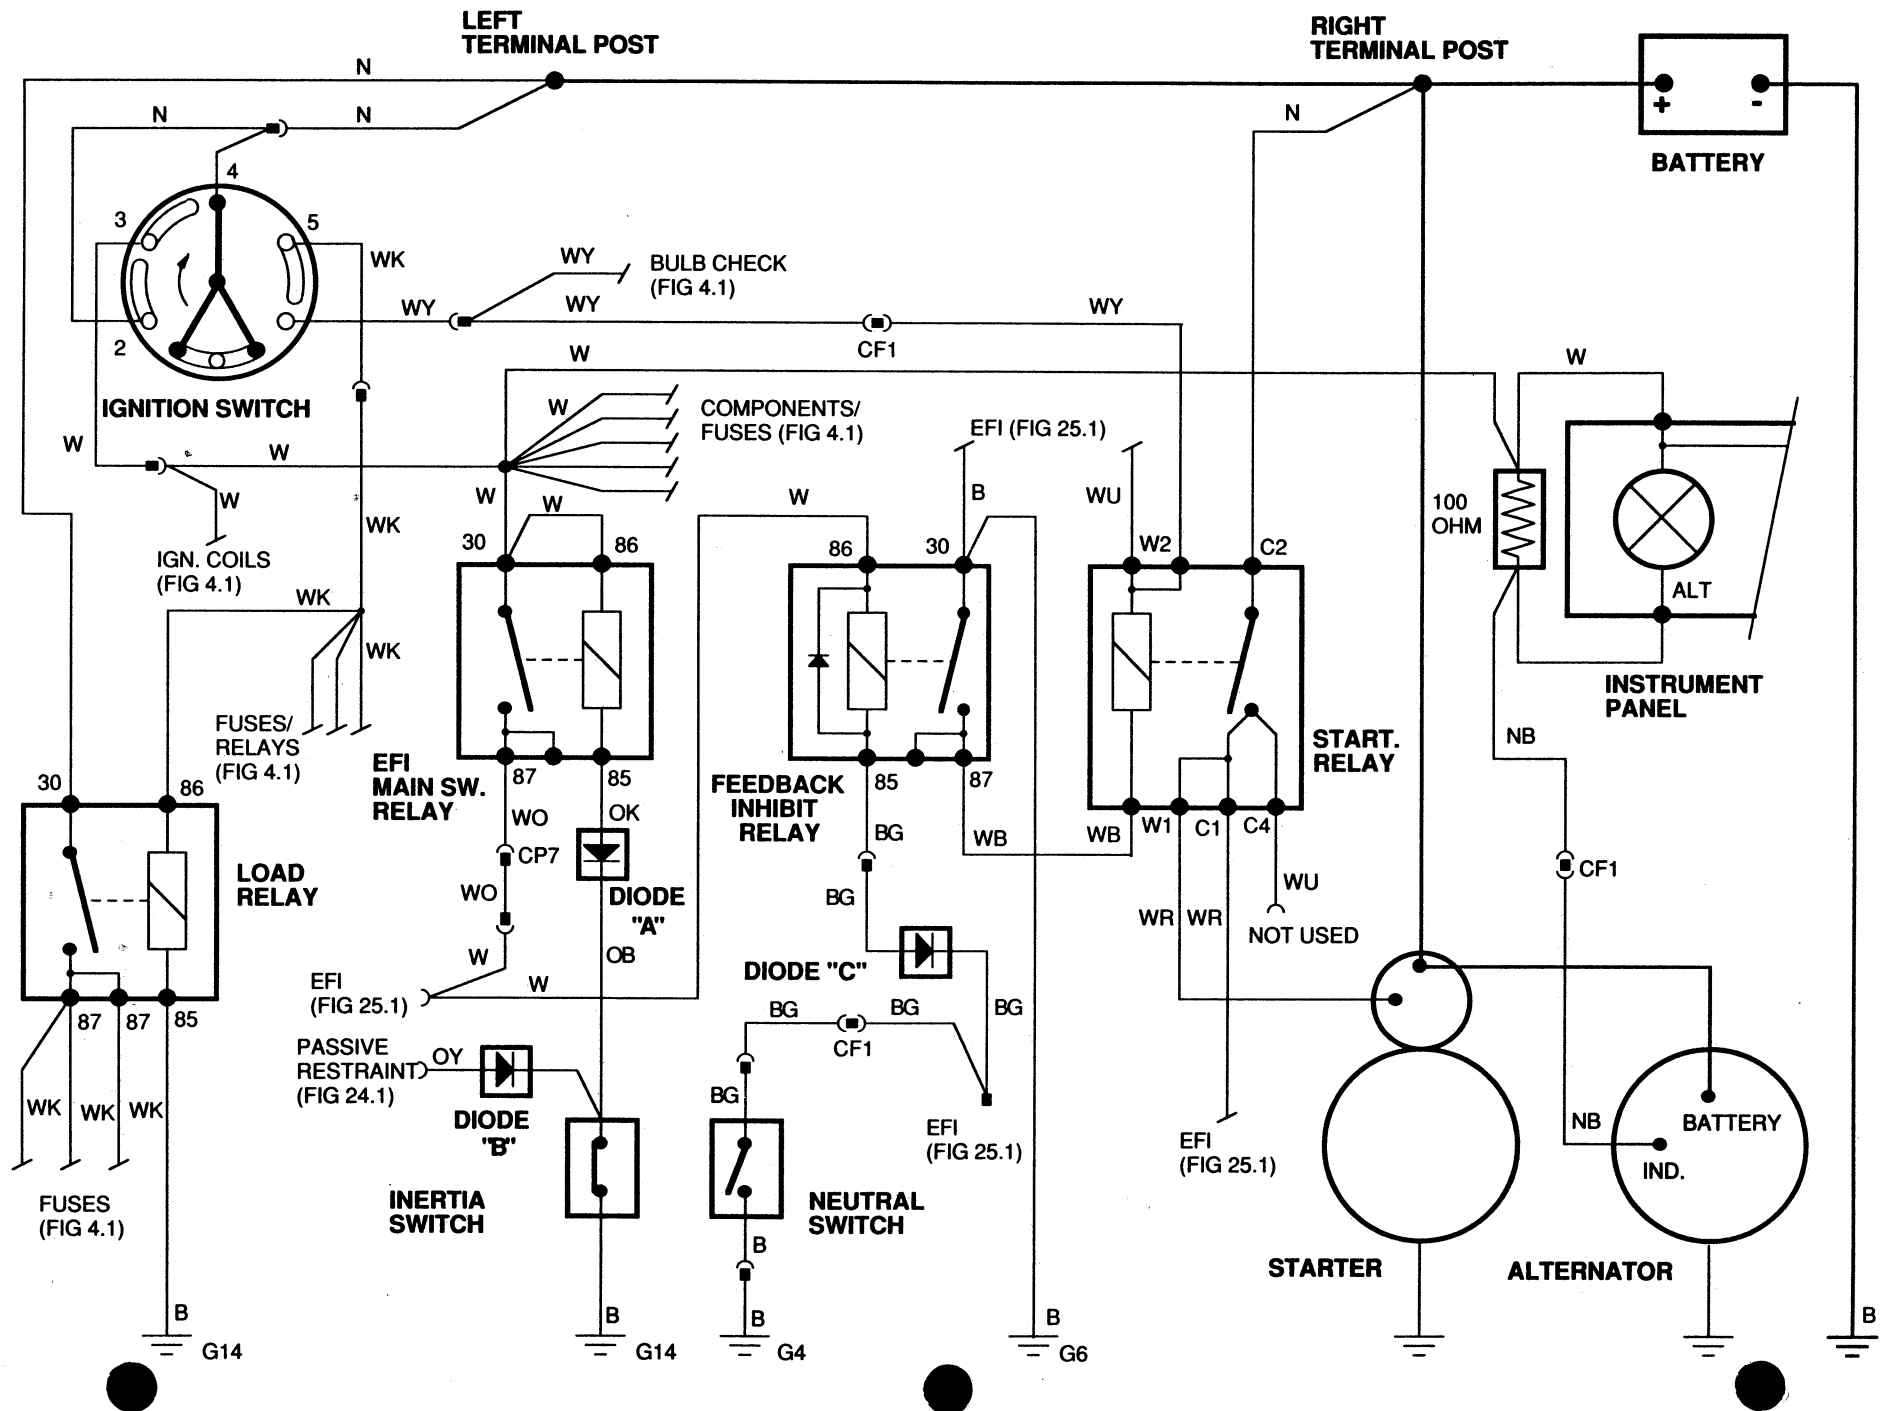 LEFT
TERMINAL POST
RIGHT
TERMINAL POST
N
N
N
N
+
-
BATTERY
4
3
5
2
WK
IGNITION SWITCH
WY
WY
WY
BULB CHECK
(FIG 4.1)
WY
CF1
W
W
COMPONENTS/
FUSES (FIG 4.1)
EFI (FIG 25.1)
W
W
W
W
W
W
IGN. COILS
(FIG 4.1)
WK
WK
WK
FUSES/
RELAYS
(FIG 4.1)
30
86
EFI
MAIN SW.
RELAY
87
85
W
86
30
B
FEEDBACK
INHIBIT
RELAY
85
87
WU
W2
C2
START.
RELAY
W1
C1
C4
W
100
OHM
ALT
INSTRUMENT
PANEL
NB
CF1
30
86
LOAD
RELAY
87
87
85
WK
WK
WK
FUSES
(FIG 4.1)
B
G14
WO
CP7
WO
W
W
OK
DIODE
"A"
OB
EFI
(FIG 25.1)
PASSIVE
RESTRAINT
(FIG 24.1)
OY
DIODE
"B"
INERTIA
SWITCH
B
G14
BG
BG
DIODE "C"
BG
BG
BG
CF1
BG
EFI
(FIG 25.1)
NEUTRAL
SWITCH
B
B
G4
B
G6
WB
WB
WR
WR
WU
NOT USED
EFI
(FIG 25.1)
STARTER
NB
BATTERY
IND.
ALTERNATOR
B